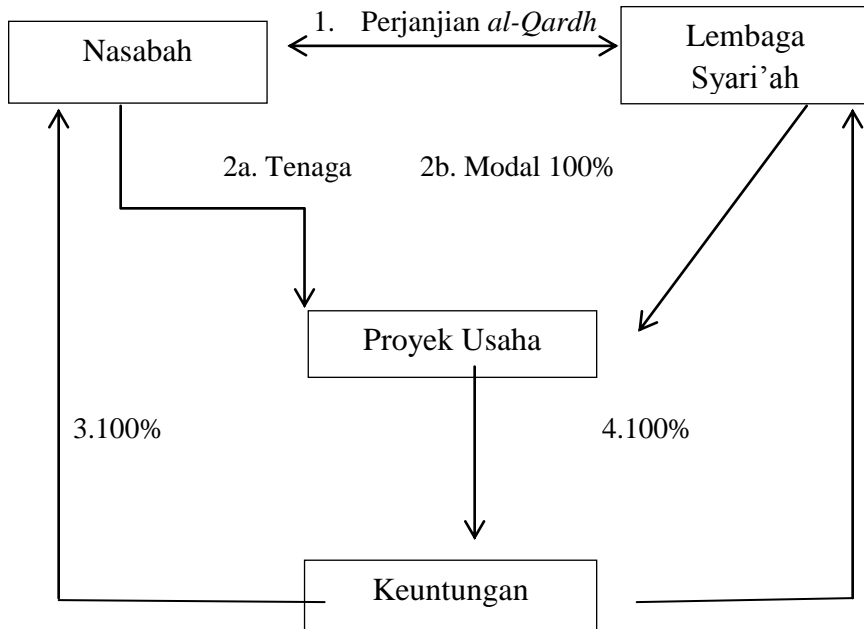 1. Perjanjian al-Qardh
Nasabah
Lembaga
Syari’ah
2a. Tenaga
2b. Modal 100%
Proyek Usaha
3.100%
4.100%
Keuntungan